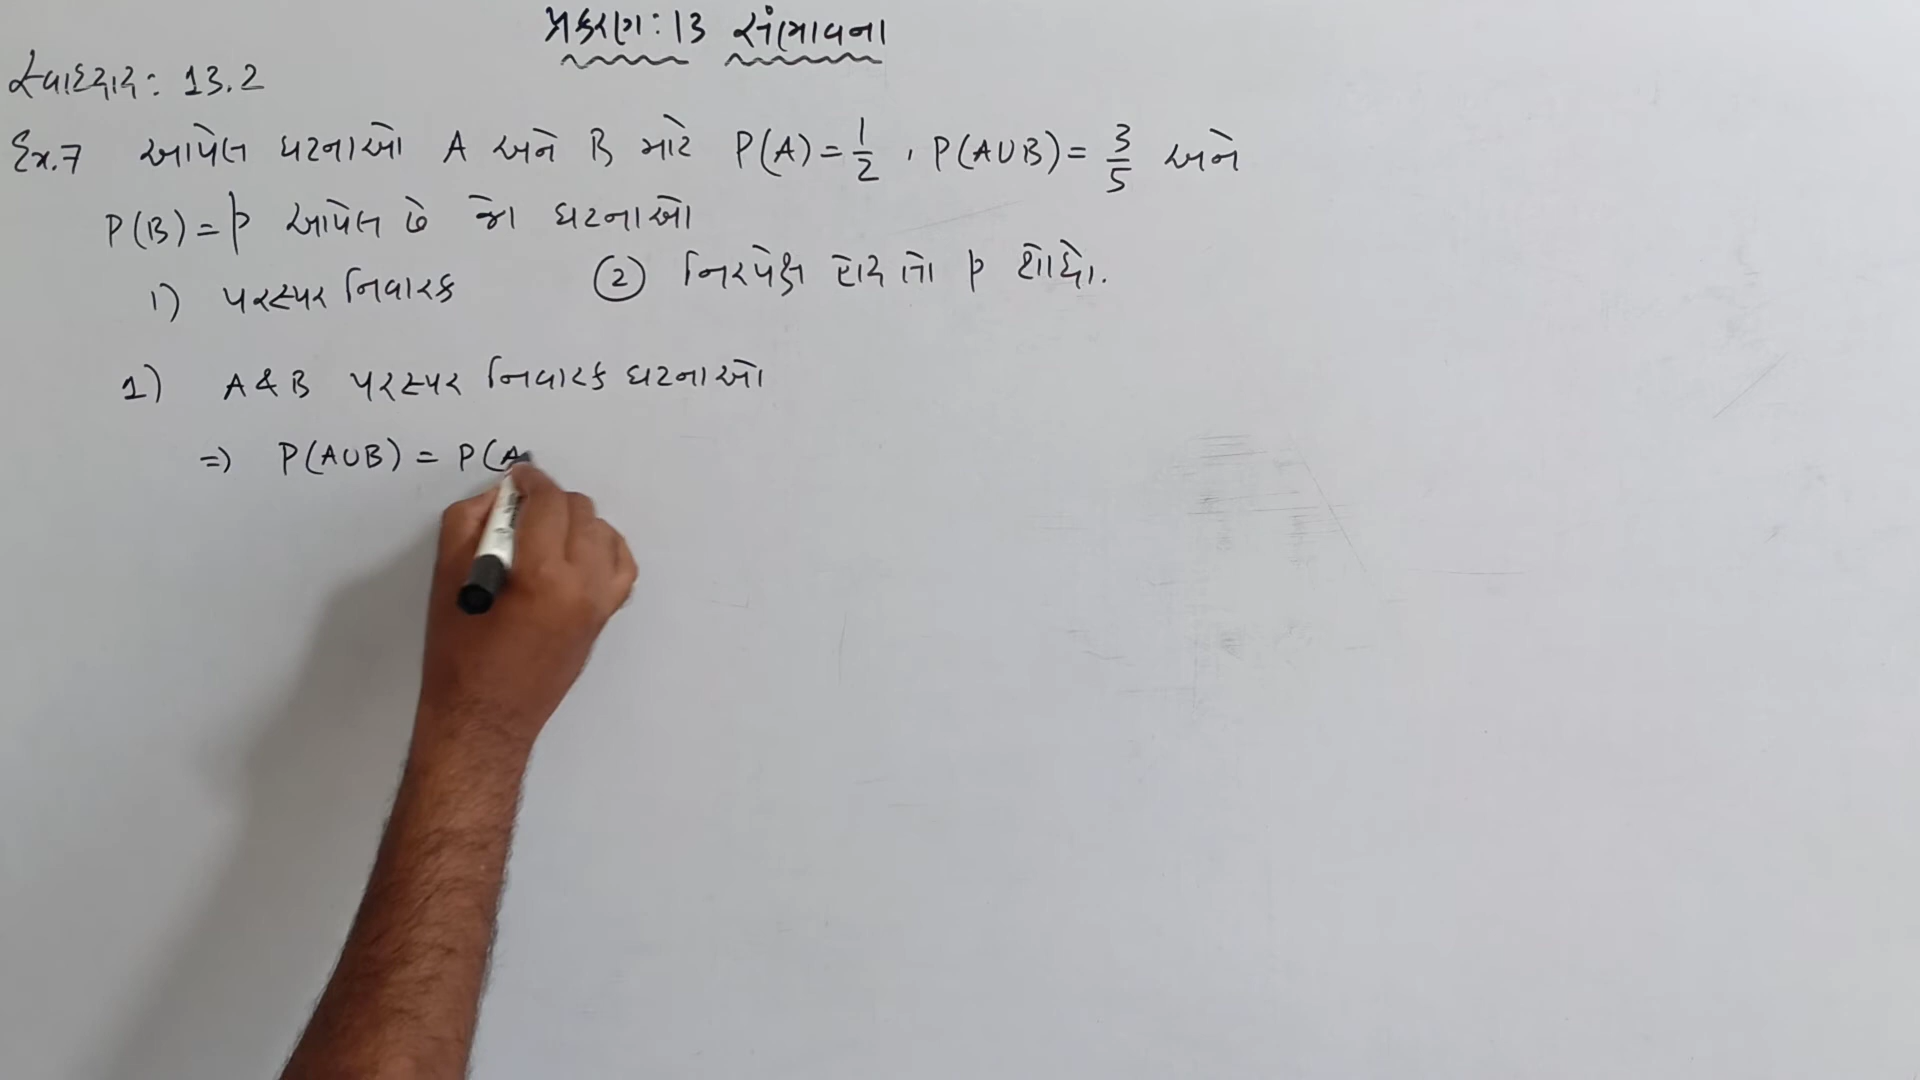 પ્રકરણ: 13 સંભાવના
સ્વાધ્યાય: 13.2
Ex.7 આપેલ ઘટનાઓ A અને B માટે P(A) = 1/2 , P(A∪B) = 3/5 અને
P(B) = p આપેલ છે જો ઘટનાઓ
1) પરસ્પર નિવારક ② નિરપેક્ષ હોય તો p શોધો.
1) A & B પરસ્પર નિવારક ઘટનાઓ
⇒ P(A∪B) = P(A